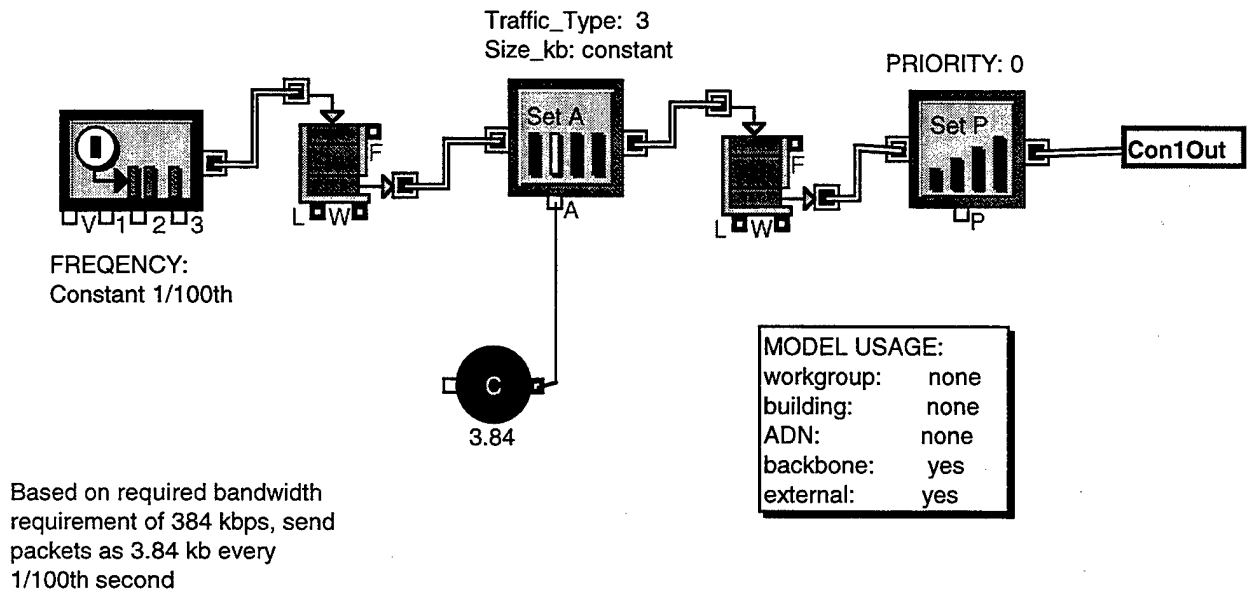 Traffic_Type: 3
Size_kb: constant
PRIORITY: 0
Set A
Set P
Con1Out
F
F
L W
A
L W
P
V 1 2 3
FREQENCY:
Constant 1/100th
C
3.84
MODEL USAGE:
workgroup: none
building: none
ADN: none
backbone: yes
external: yes
Based on required bandwidth
requirement of 384 kbps, send
packets as 3.84 kb every
1/100th second